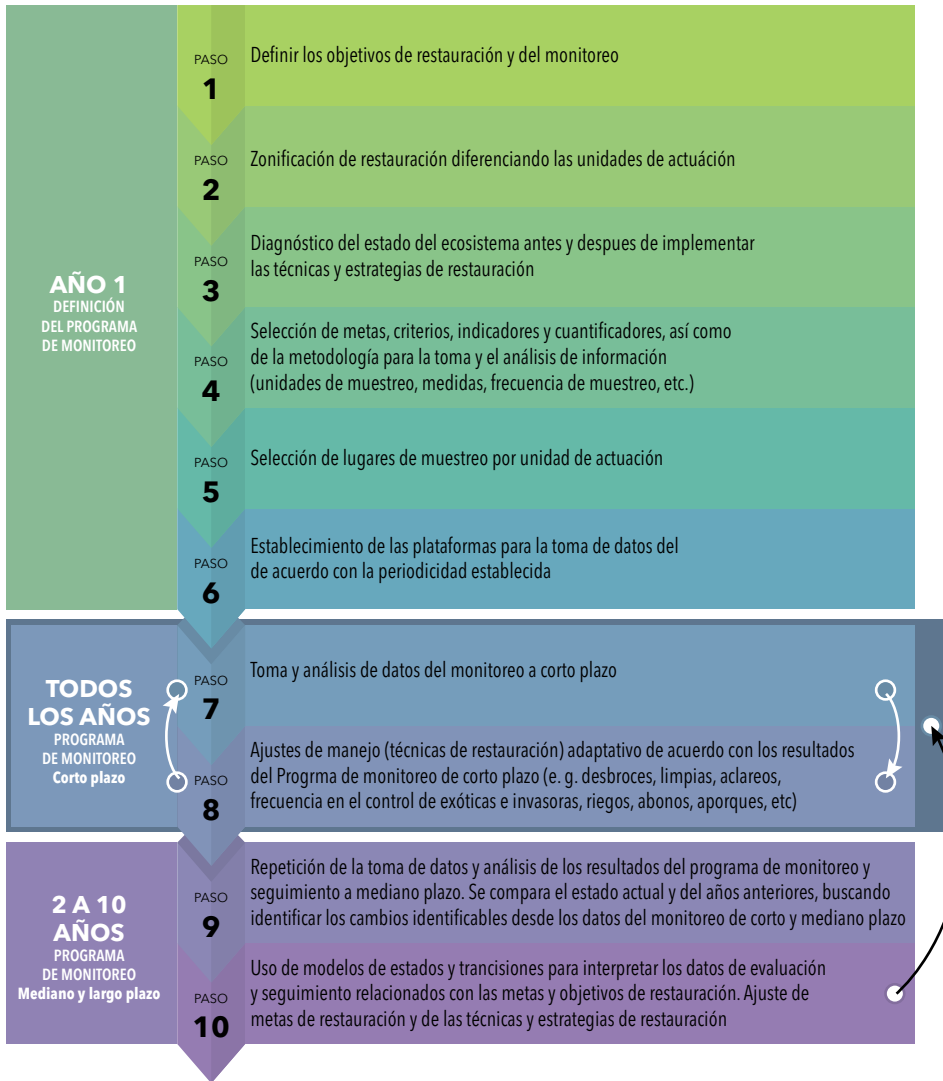 AÑO 1
DEFINICIÓN
DEL PROGRAMA
DE MONITOREO
PASO
1
Definir los objetivos de restauración y del monitoreo
PASO
2
Zonificación de restauración diferenciando las unidades de actuáción
PASO
3
Diagnóstico del estado del ecosistema antes y despues de implementar
las técnicas y estrategias de restauración
PASO
4
Selección de metas, criterios, indicadores y cuantificadores, así como
de la metodología para la toma y el análisis de información
(unidades de muestreo, medidas, frecuencia de muestreo, etc.)
PASO
5
Selección de lugares de muestreo por unidad de actuación
PASO
6
Establecimiento de las plataformas para la toma de datos del
de acuerdo con la periodicidad establecida
TODOS
LOS AÑOS
PROGRAMA
DE MONITOREO
Corto plazo
PASO
7
Toma y análisis de datos del monitoreo a corto plazo
PASO
8
Ajustes de manejo (técnicas de restauración) adaptativo de acuerdo con los resultados
del Progrma de monitoreo de corto plazo (e. g. desbroces, limpias, aclareos,
frecuencia en el control de exóticas e invasoras, riegos, abonos, aporques, etc)
2 A 10
AÑOS
PROGRAMA
DE MONITOREO
Mediano y largo plazo
PASO
9
Repetición de la toma de datos y análisis de los resultados del programa de monitoreo y
seguimiento a mediano plazo. Se compara el estado actual y del años anteriores, buscando
identificar los cambios identificables desde los datos del monitoreo de corto y mediano plazo
PASO
10
Uso de modelos de estados y trancisiones para interpretar los datos de evaluación
y seguimiento relacionados con las metas y objetivos de restauración. Ajuste de
metas de restauración y de las técnicas y estrategias de restauración